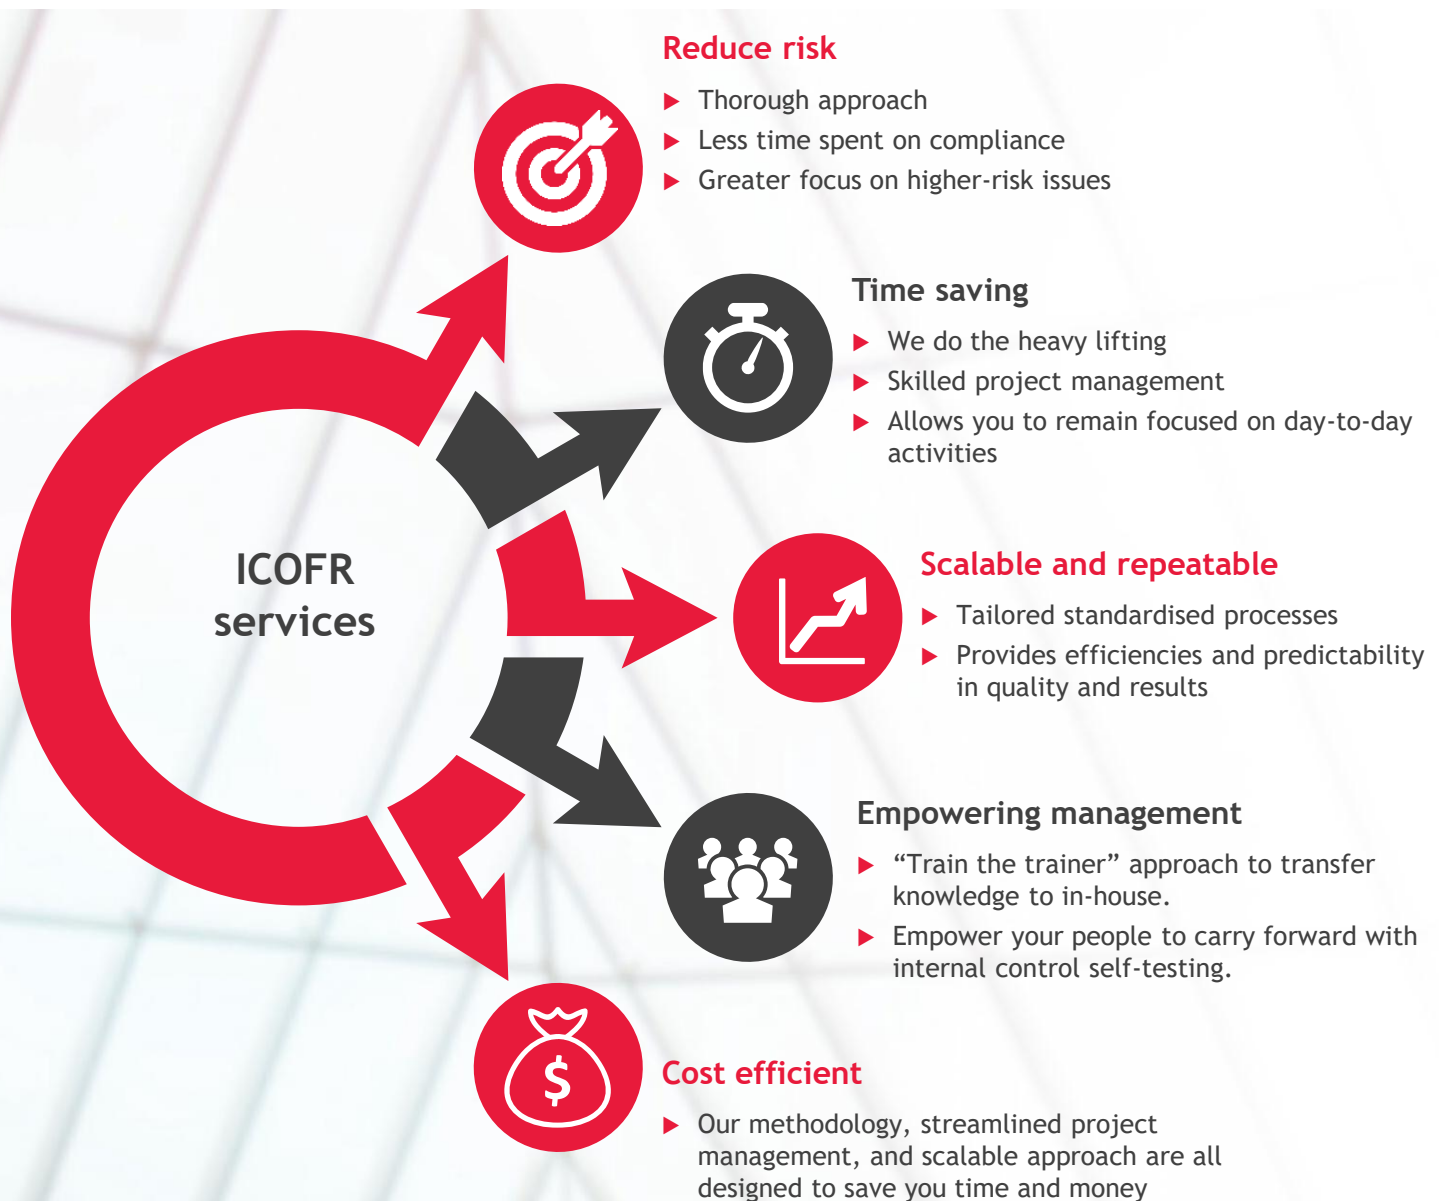 Reduce risk
▶ Thorough approach
▶ Less time spent on compliance
▶ Greater focus on higher-risk issues
Time saving
▶ We do the heavy lifting
▶ Skilled project management
▶ Allows you to remain focused on day-to-day
activities
ICOFR
services
Scalable and repeatable
▶ Tailored standardised processes
▶ Provides efficiencies and predictability
in quality and results
Empowering management
▶ “Train the trainer” approach to transfer
knowledge to in-house.
▶ Empower your people to carry forward with
internal control self-testing.
$
Cost efficient
▶ Our methodology, streamlined project
management, and scalable approach are all
designed to save you time and money